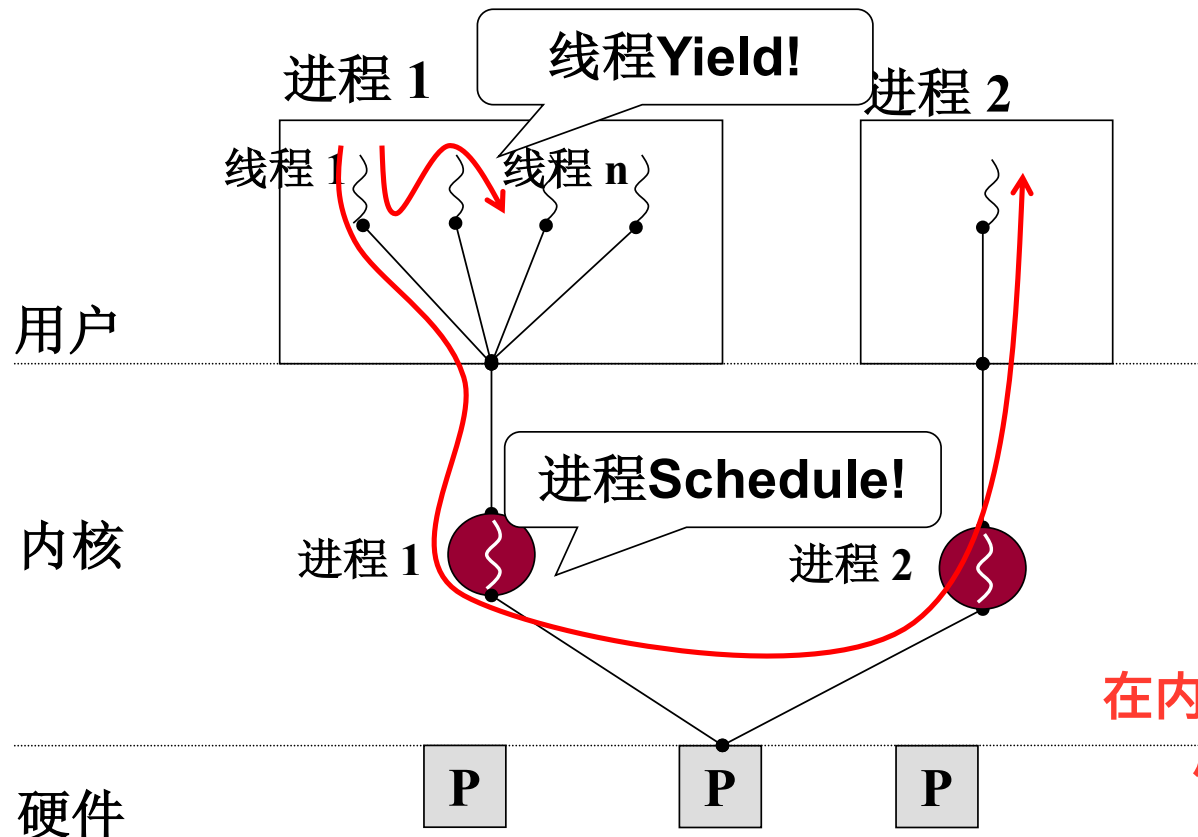 线程Yield!
进程 1
进程 2
线程 1
线程 n
用户
进程Schedule!
内核
进程 1
进程 2
在内
P
P
P
硬件